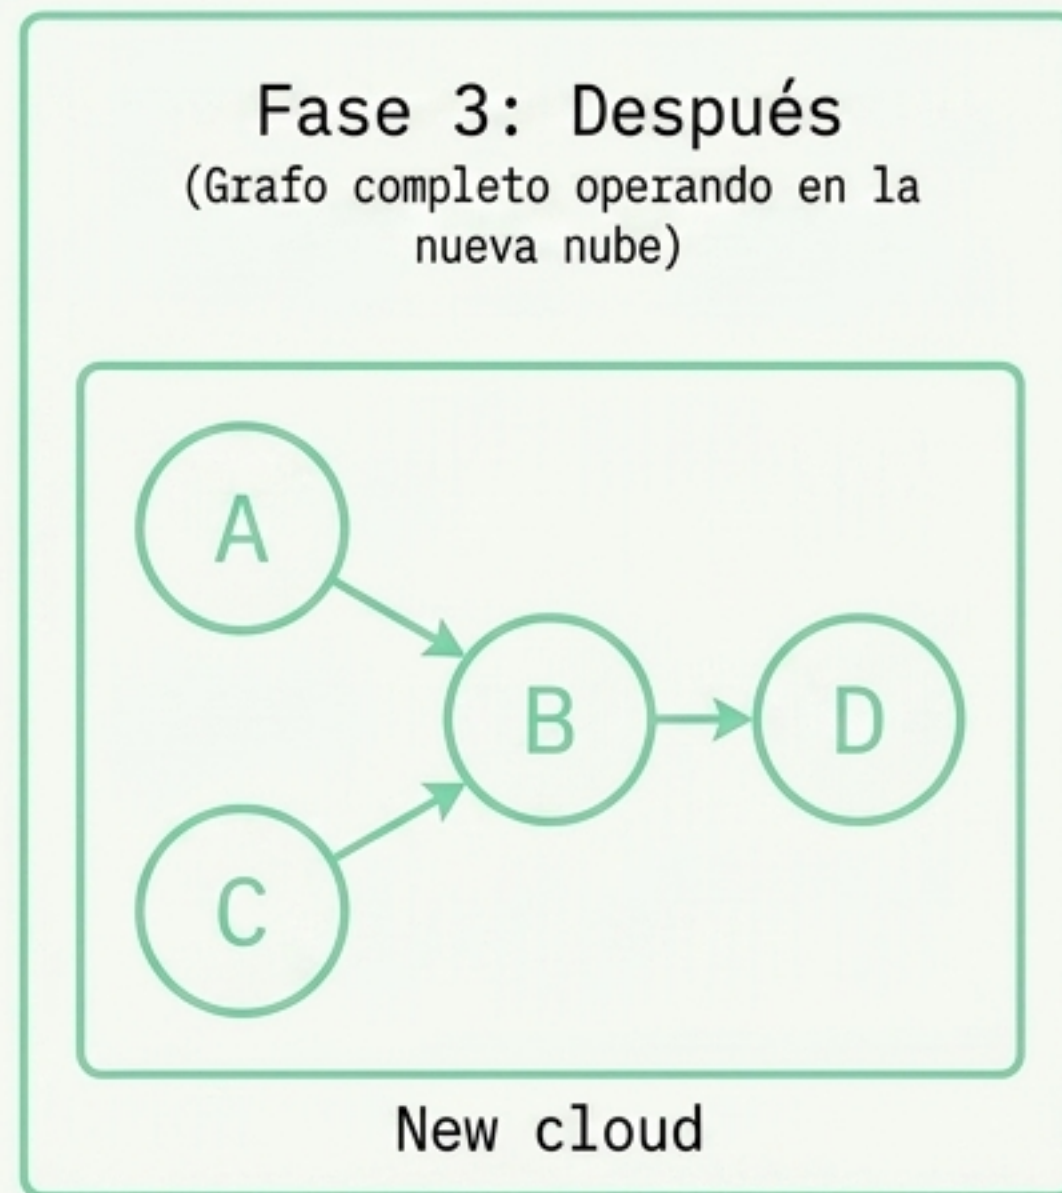 Fase 3: Después
(Grafo completo operando en la
nueva nube)
A
B
D
C
New cloud